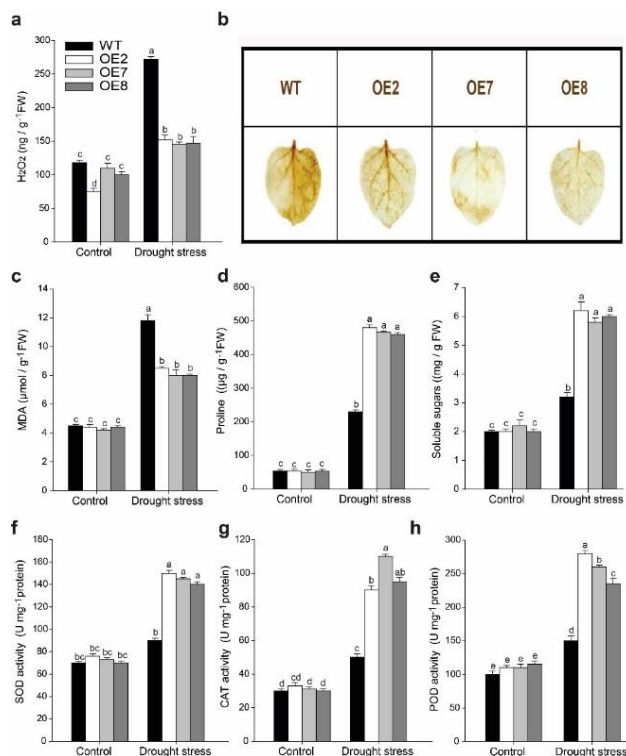 a
WT
OE2
OE7
OE8
H₂O₂ (ng / g⁻¹FW)
300
250
200
150
100
50
0
c d c c
a b b b
Control Drought stress
b
WT OE2 OE7 OE8
c
MDA (µmol / g⁻¹FW)
14
12
10
8
6
4
2
0
c c c c
a b b b
Control Drought stress
d
Proline ((µg / g⁻¹FW)
600
500
400
300
200
100
0
c c c c
b a a a
Control Drought stress
e
Soluble sugars ((mg / g FW)
7
6
5
4
3
2
1
0
c c c c
b a a a
Control Drought stress
f
SOD activity (U mg⁻¹protein)
180
160
140
120
100
80
60
40
20
0
bc bc bc bc
b a a a
Control Drought stress
g
CAT activity (U mg⁻¹protein)
120
100
80
60
40
20
0
d cd d d
c b a ab
Control Drought stress
h
POD activity (U mg⁻¹protein)
300
250
200
150
100
50
0
e e e e
d a b c
Control Drought stress